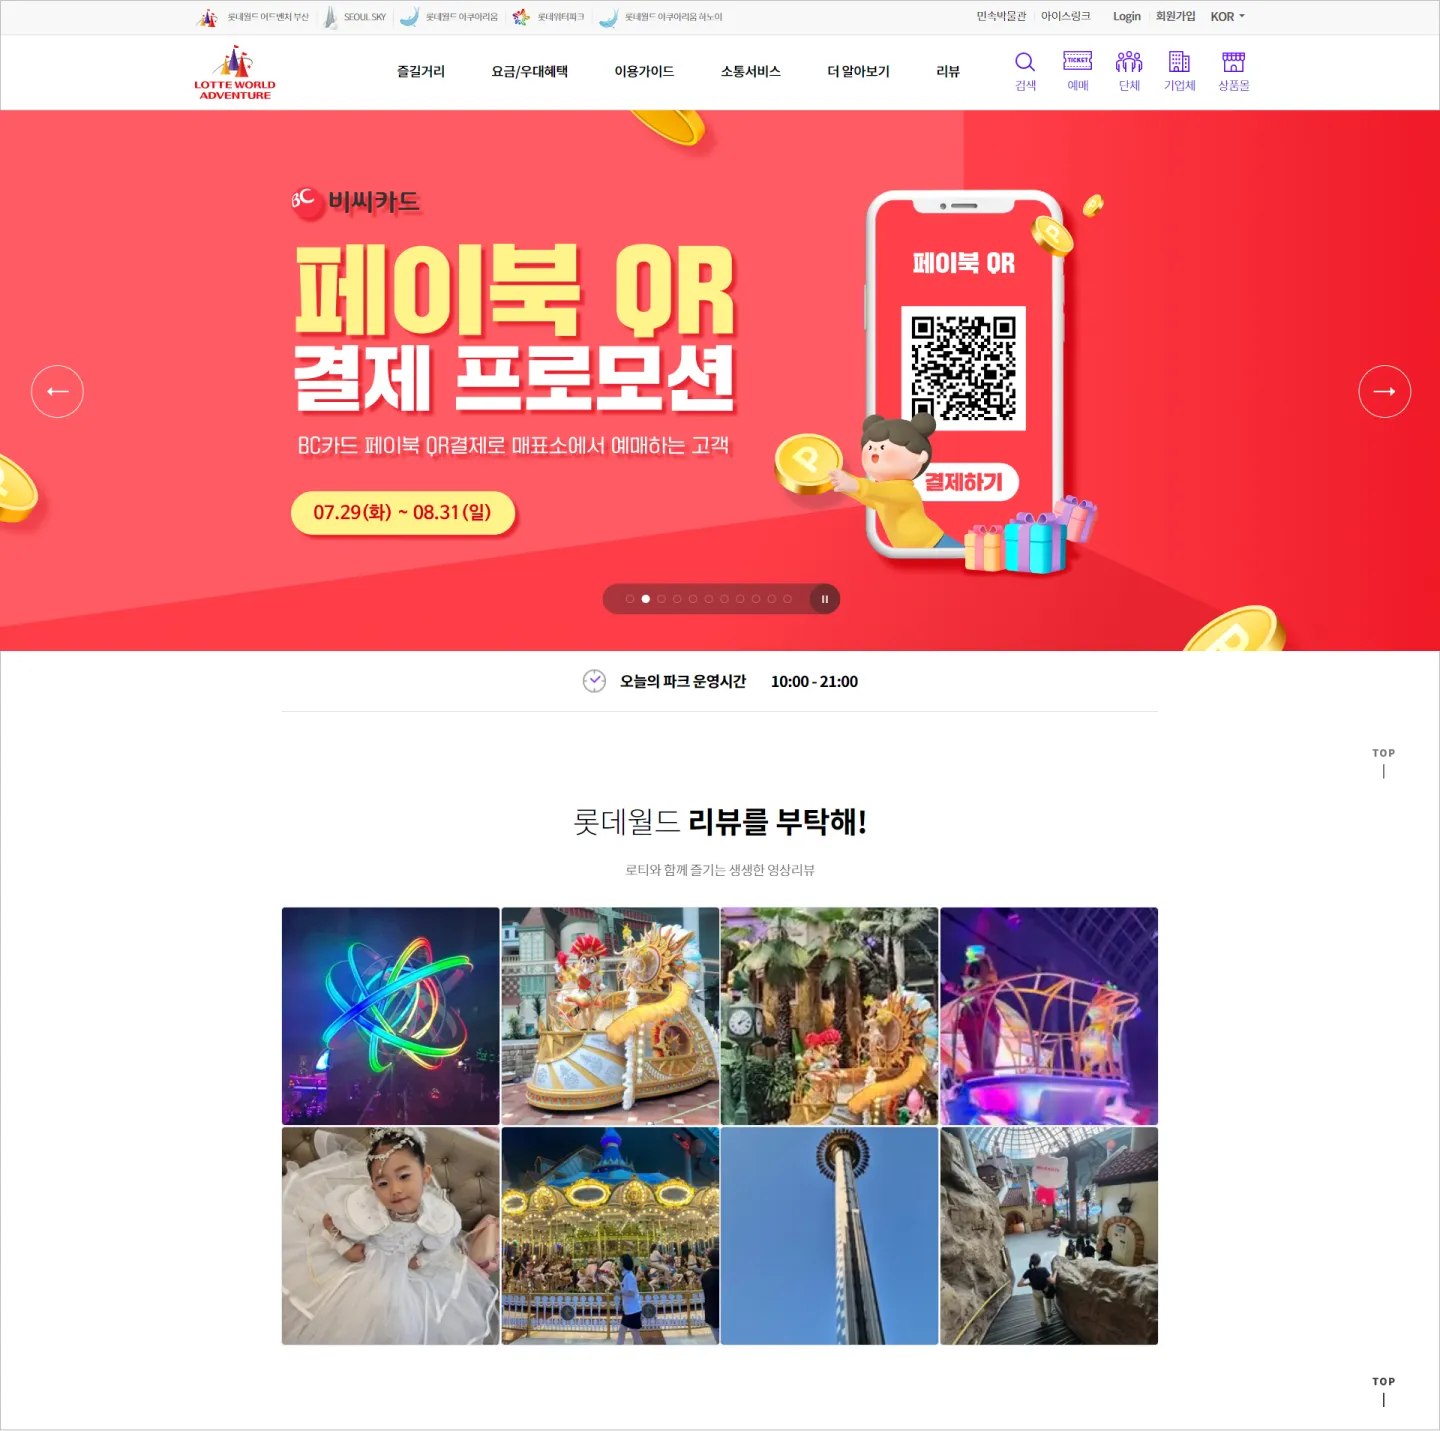 롯데월드 어드벤처 부산
SEOUL SKY
롯데월드 아쿠아리움
롯데워터파크
롯데월드 아쿠아리움 하노이
민속박물관
아이스링크
Login
회원가입
KOR
LOTTE WORLD
ADVENTURE
즐길거리
요금/우대혜택
이용가이드
소통서비스
더 알아보기
리뷰
TICKET
검색
예매
단체
기업체
상품몰
BC 비씨카드
페이북 QR
결제 프로모션
BC카드 페이북 QR결제로 매표소에서 예매하는 고객
07.29(화) ~ 08.31(일)
페이북 QR
결제하기
오늘의 파크 운영시간 10:00 - 21:00
TOP
롯데월드 리뷰를 부탁해!
로티와 함께 즐기는 생생한 영상리뷰
TOP